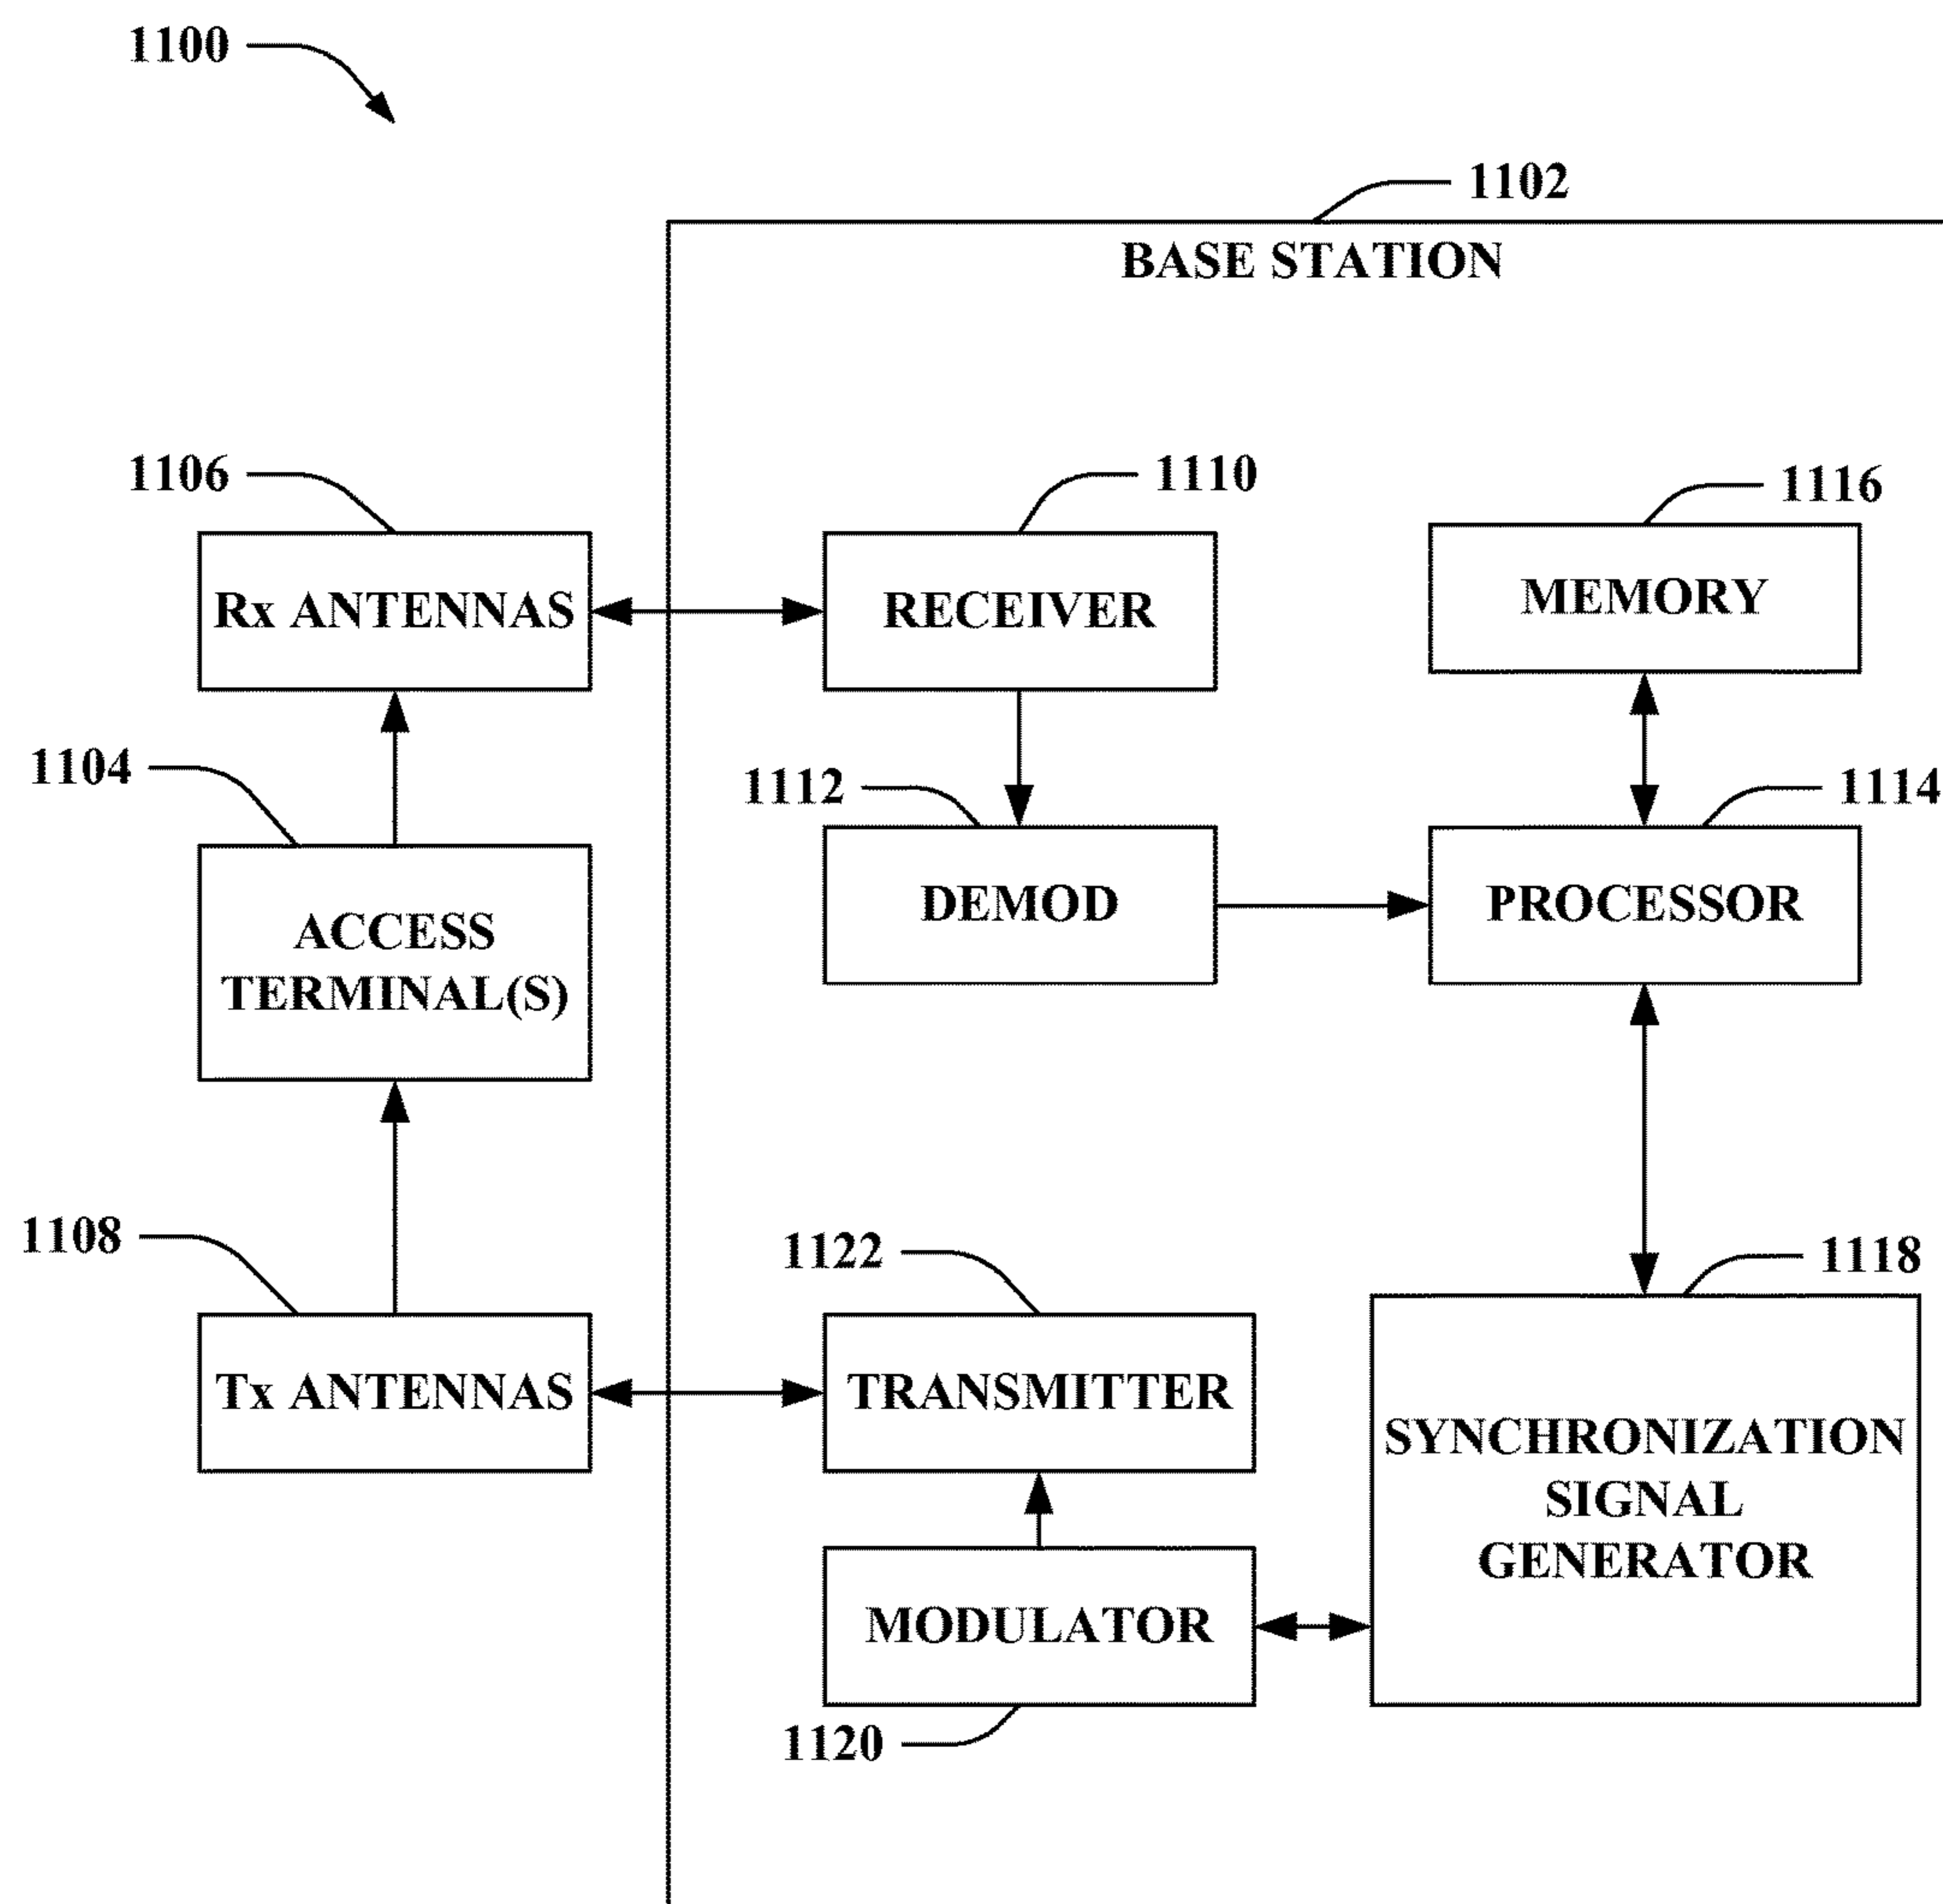 1100
1102
BASE STATION
1106
1110
1116
Rx ANTENNAS
RECEIVER
MEMORY
1104
1112
1114
ACCESS
TERMINAL(S)
DEMOD
PROCESSOR
1108
1122
1118
Tx ANTENNAS
TRANSMITTER
SYNCHRONIZATION
SIGNAL
GENERATOR
MODULATOR
1120